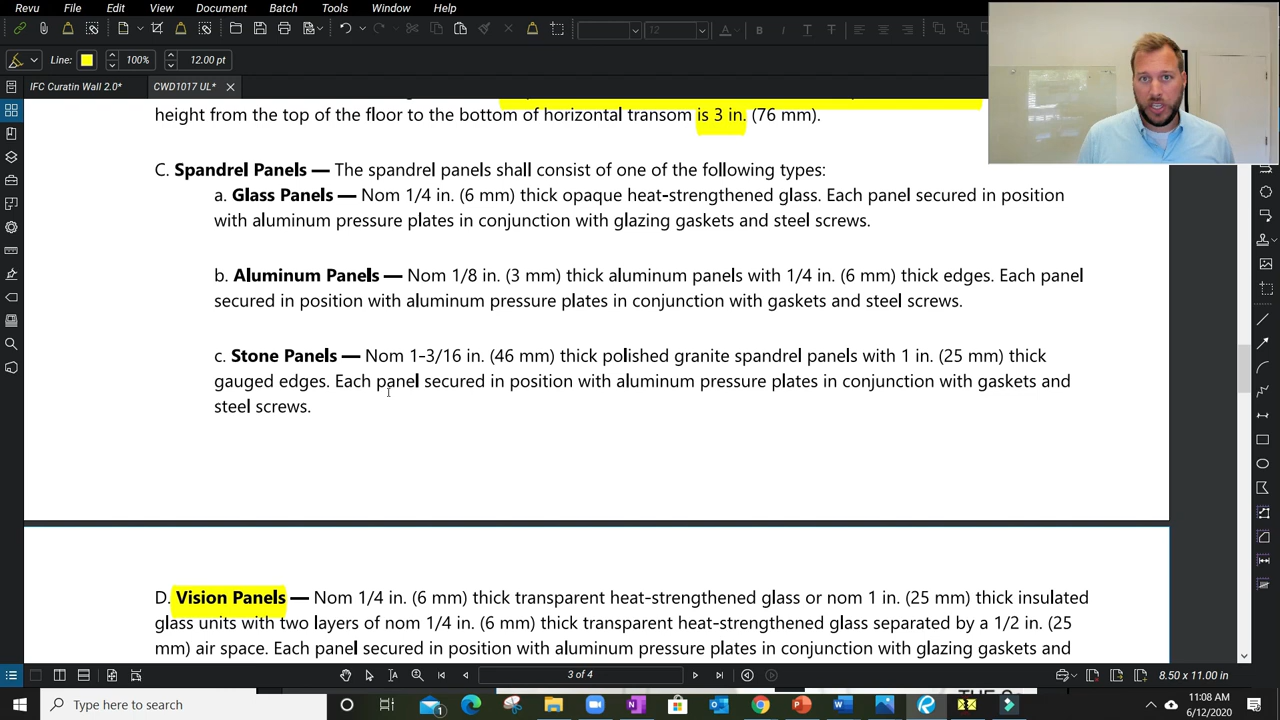 Revu File Edit View Document Batch Tools Window Help
12
Line: 100% 12.00 pt
IFC Curatin Wall 2.0* CWD1017 UL*
height from the top of the floor to the bottom of horizontal transom is 3 in. (76 mm).
C. Spandrel Panels — The spandrel panels shall consist of one of the following types:
a. Glass Panels — Nom 1/4 in. (6 mm) thick opaque heat-strengthened glass. Each panel secured in position
with aluminum pressure plates in conjunction with glazing gaskets and steel screws.
b. Aluminum Panels — Nom 1/8 in. (3 mm) thick aluminum panels with 1/4 in. (6 mm) thick edges. Each panel
secured in position with aluminum pressure plates in conjunction with gaskets and steel screws.
c. Stone Panels — Nom 1-3/16 in. (46 mm) thick polished granite spandrel panels with 1 in. (25 mm) thick
gauged edges. Each panel secured in position with aluminum pressure plates in conjunction with gaskets and
steel screws.
D. Vision Panels — Nom 1/4 in. (6 mm) thick transparent heat-strengthened glass or nom 1 in. (25 mm) thick insulated
glass units with two layers of nom 1/4 in. (6 mm) thick transparent heat-strengthened glass separated by a 1/2 in. (25
mm) air space. Each panel secured in position with aluminum pressure plates in conjunction with glazing gaskets and
3 of 4
8.50 x 11.00 in
Type here to search
11:08 AM
6/12/2020